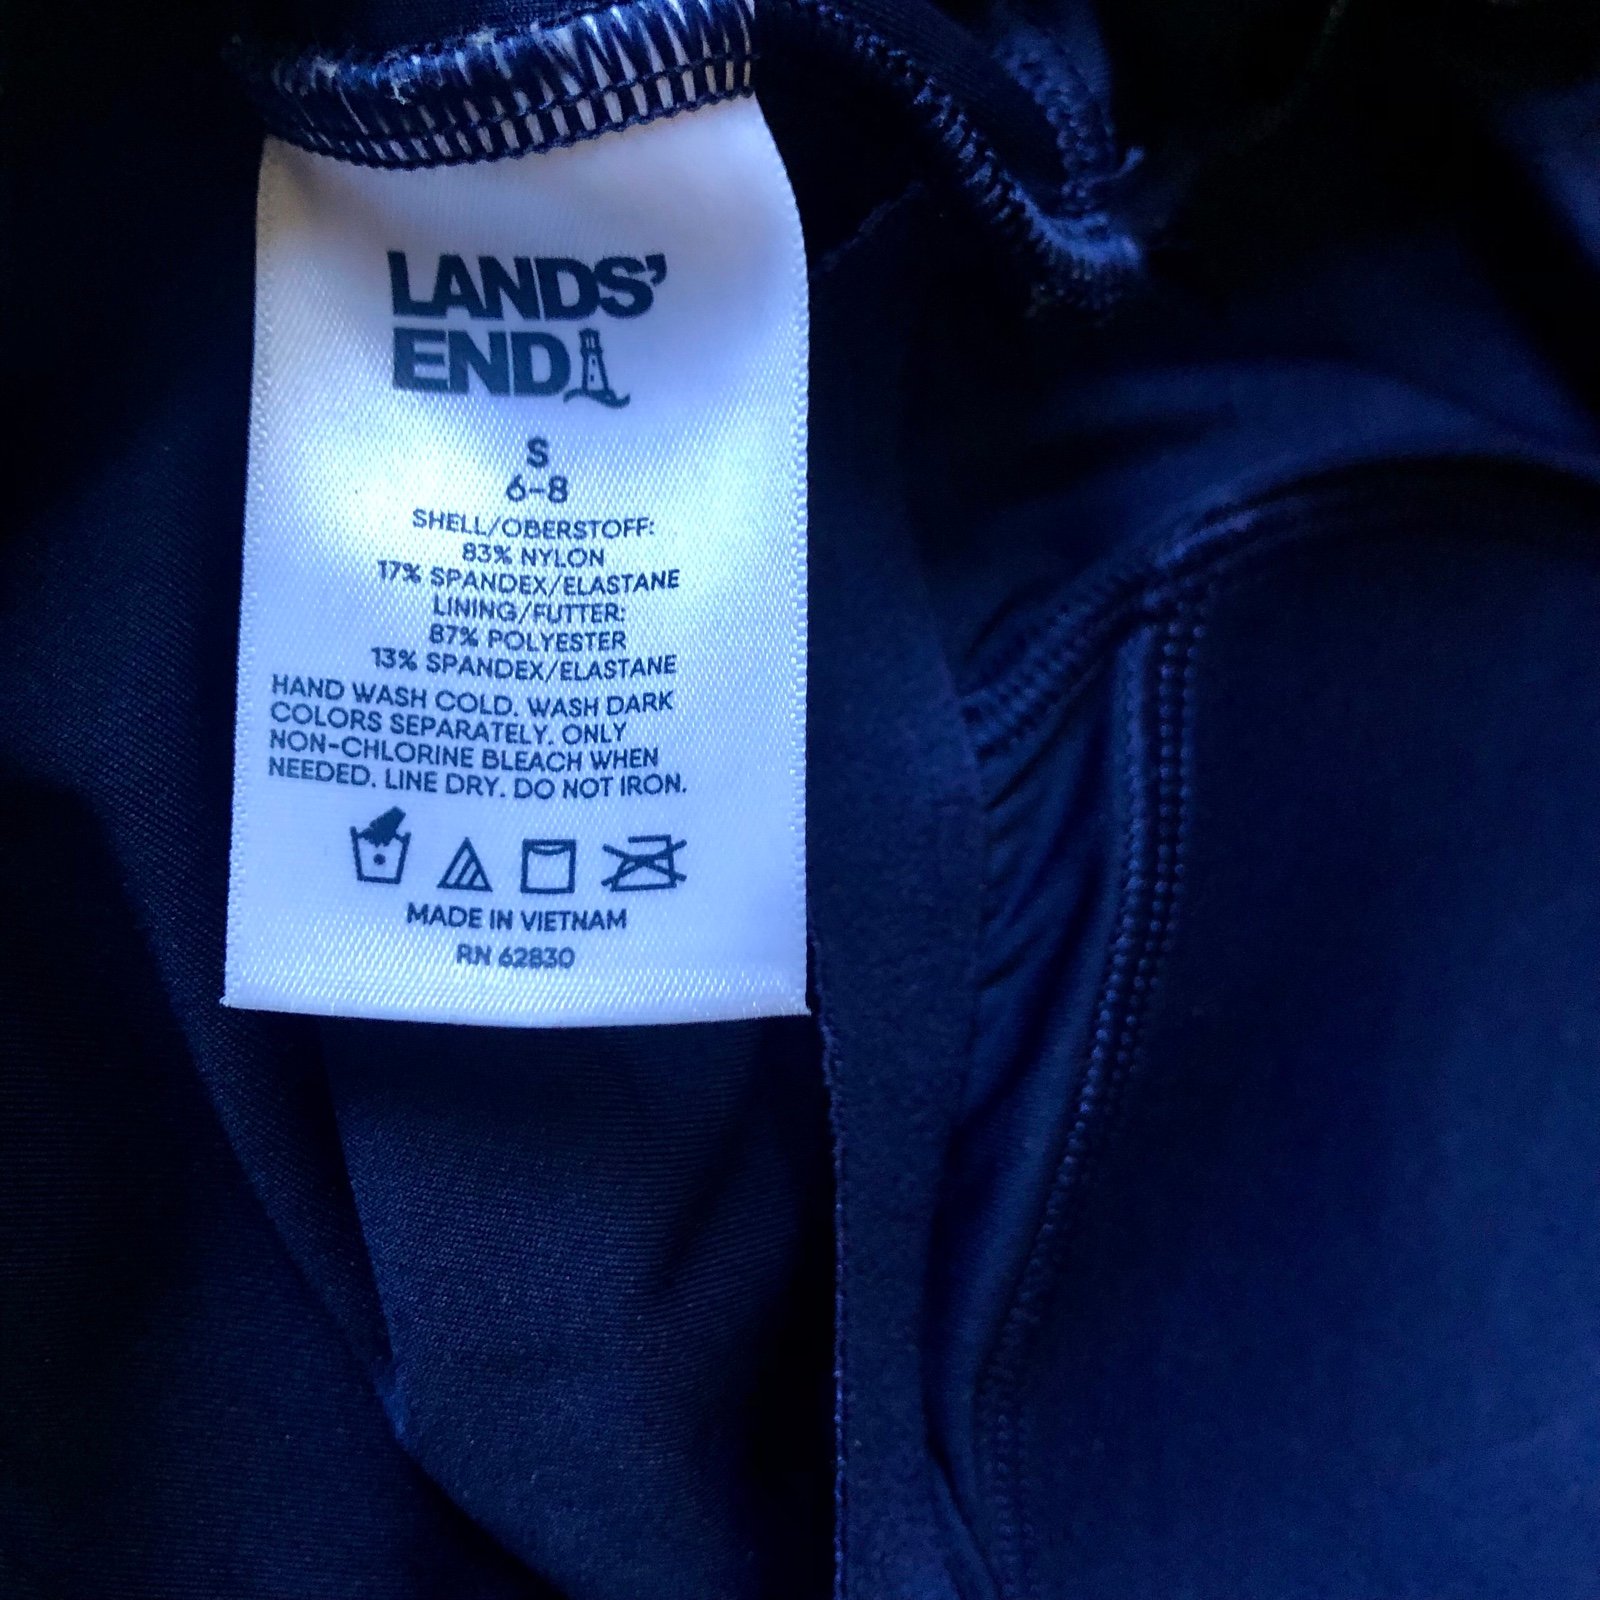 LANDS'
END
S
6-8
SHELL/OBERSTOFF:
83% NYLON
17% SPANDEX/ELASTANE
LINING/FUTTER:
87% POLYESTER
13% SPANDEX/ELASTANE
HAND WASH COLD. WASH DARK
COLORS SEPARATELY. ONLY
NON-CHLORINE BLEACH WHEN
NEEDED. LINE DRY. DO NOT IRON.
MADE IN VIETNAM
RN 62830